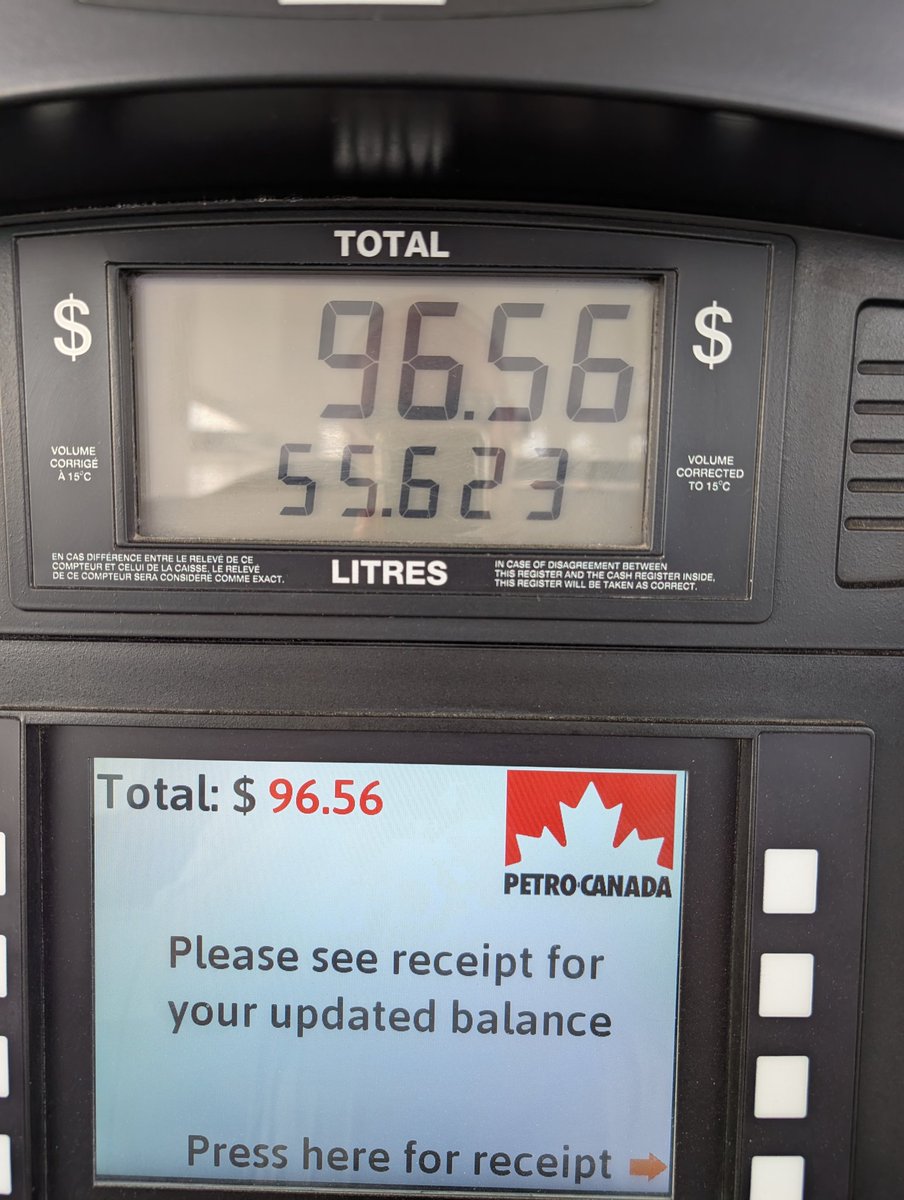 TOTAL
$ 96.56 $
55.623
VOLUME
CORRIGÉ
À 15°C
VOLUME
CORRECTED
TO 15°C
EN CAS DIFFÉRENCE ENTRE LE RELEVÉ DE CE
COMPTEUR ET CELUI DE LA CAISSE, LE RELEVÉ
DE CE COMPTEUR SERA CONSIDERE COMME EXACT.
LITRES
IN CASE OF DISAGREEMENT BETWEEN
THIS REGISTER AND THE CASH REGISTER INSIDE,
THIS REGISTER WILL BE TAKEN AS CORRECT.
Total: $ 96.56
PETRO-CANADA
Please see receipt for
your updated balance
Press here for receipt